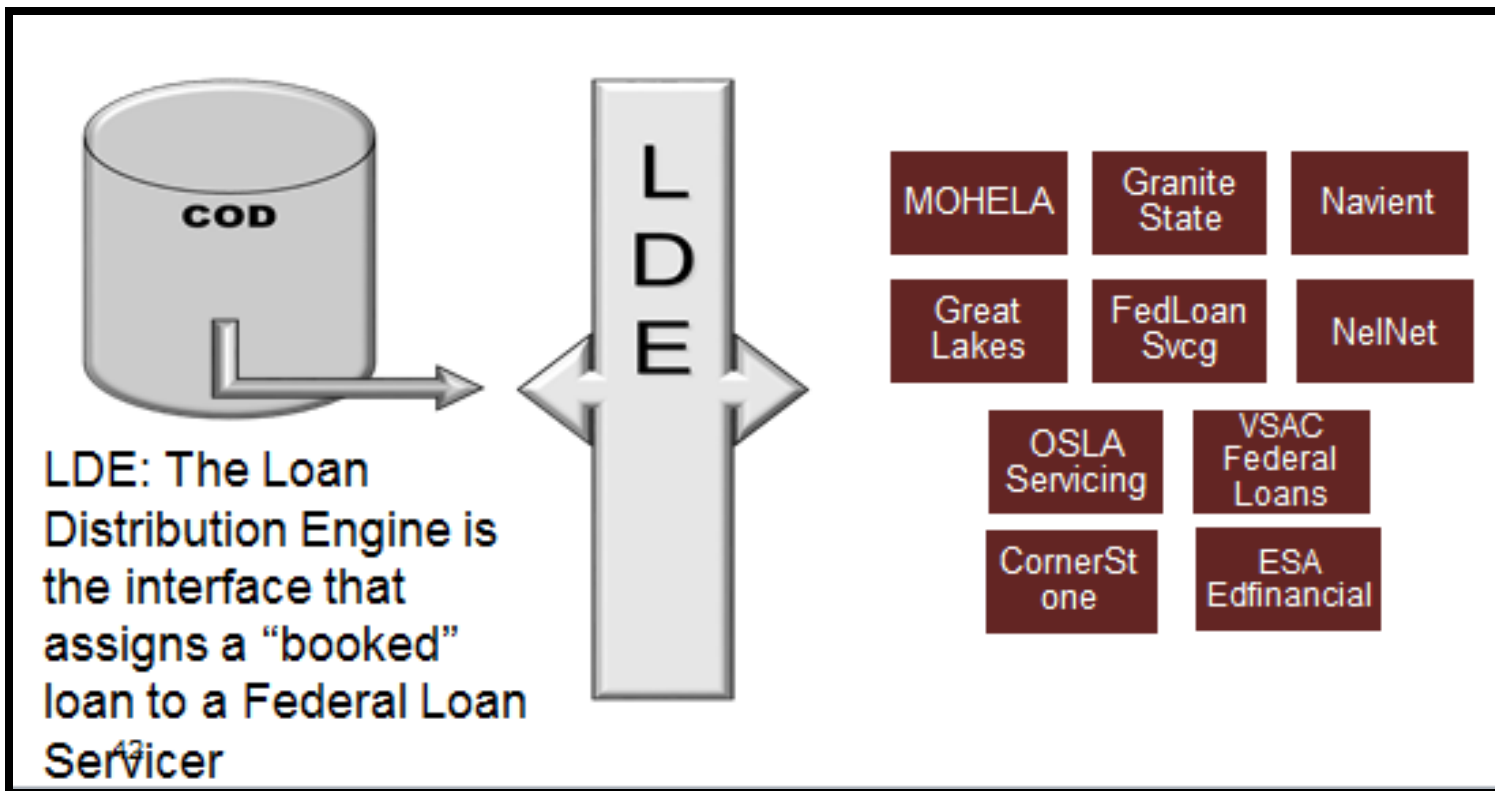 COD
L
D
E
LDE: The Loan
Distribution Engine is
the interface that
assigns a “booked”
loan to a Federal Loan
Servicer
42
MOHELA
Granite
State
Navient
Great
Lakes
FedLoan
Svcg
NelNet
OSLA
Servicing
VSAC
Federal
Loans
CornerSt
one
ESA
Edfinancial